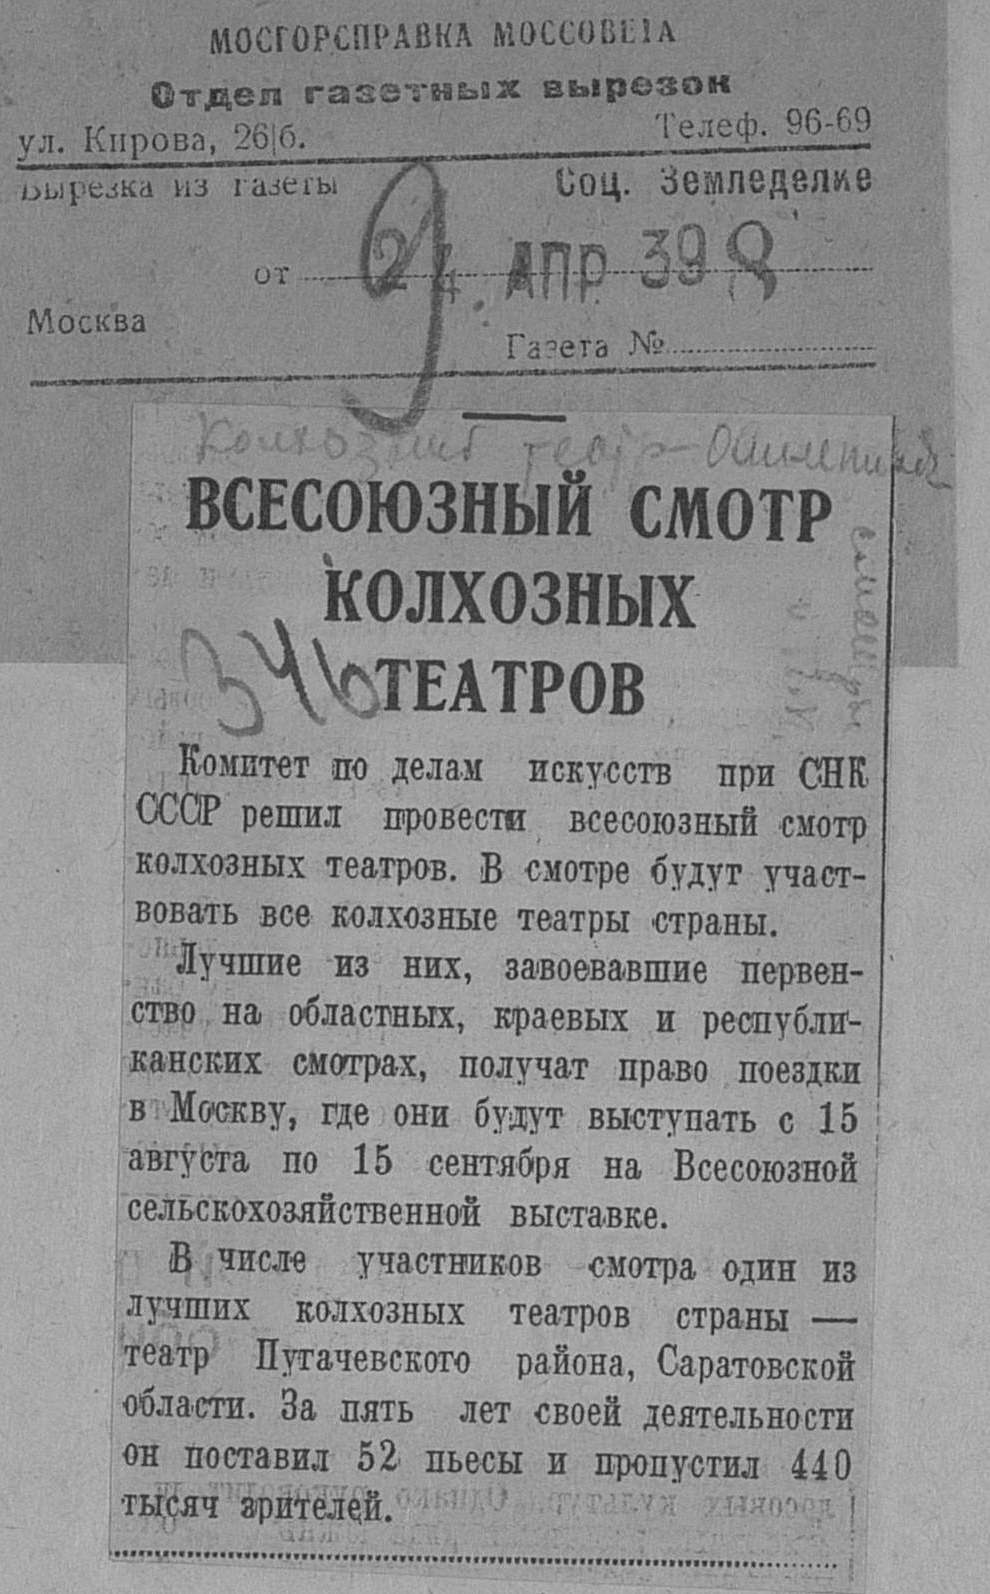 МОСГОРСПРАВКА МОССОВЕТА
Отдел газетных вырезок
ул. Кирова, 26|б. Телеф. 96-69
Вырезка из газеты Соц. Земледелие
9
от 24 АПР 39
Москва
Газета №
Колхозный театр-
ВСЕСОЮЗНЫЙ СМОТР
КОЛХОЗНЫХ
ТЕАТРОВ
346
Комитет по делам искусств при СНК
СССР решил провести всесоюзный смотр
колхозных театров. В смотре будут участ-
вовать все колхозные театры страны.
Лучшие из них, завоевавшие первен-
ство на областных, краевых и республи-
канских смотрах, получат право поездки
в Москву, где они будут выступать с 15
августа по 15 сентября на Всесоюзной
сельскохозяйственной выставке.
В числе участников смотра один из
лучших колхозных театров страны —
театр Пугачевского района, Саратовской
области. За пять лет своей деятельности
он поставил 52 пьесы и пропустил 440
тысяч зрителей.